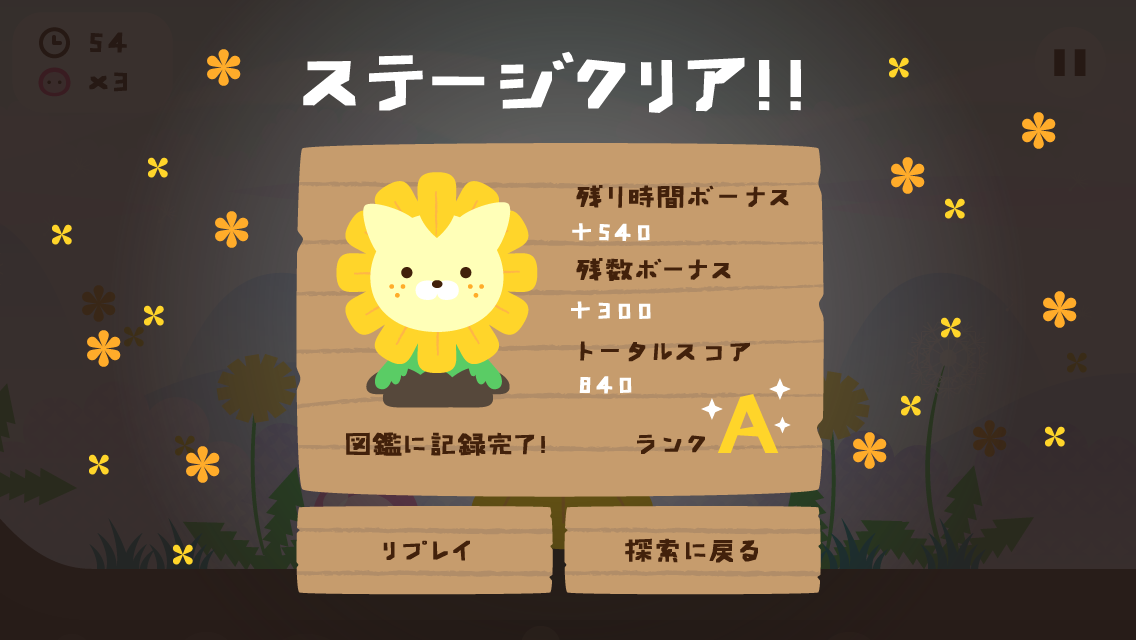 54
×3
ステージクリア!!
残り時間ボーナス
+540
残数ボーナス
+300
トータルスコア
840
図鑑に記録完了!
ランク A
リプレイ
探索に戻る